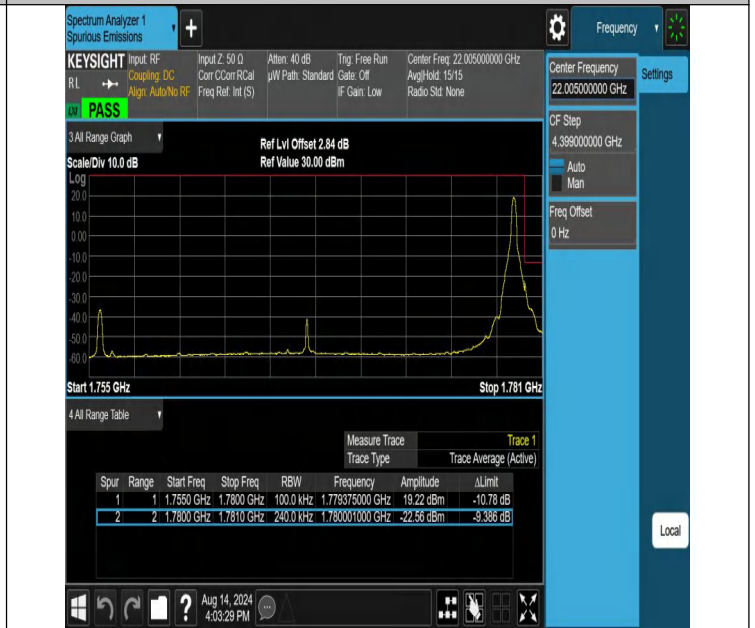 Spectrum Analyzer 1
Spurious Emissions
+
Frequency
KEYSIGHT Input: RF Input Z: 50 Ω Atten: 40 dB Trig: Free Run Center Freq: 22.005000000 GHz
RL Coupling: DC Corr CCorr RCal µW Path: Standard Gate: Off Avg|Hold: 15/15
Align: Auto/No RF Freq Ref: Int (S) IF Gain: Low Radio Std: None
LXI PASS
Center Frequency
22.005000000 GHz
Settings
CF Step
4.399000000 GHz
Auto
Man
Freq Offset
0 Hz
3 All Range Graph
Ref Lvl Offset 2.84 dB
Scale/Div 10.0 dB Ref Value 30.00 dBm
Log
20.0
10.0
0.00
-10.0
-20.0
-30.0
-40.0
-50.0
-60.0
Start 1.755 GHz Stop 1.781 GHz
4 All Range Table
Measure Trace Trace 1
Trace Type Trace Average (Active)
Spur Range Start Freq Stop Freq RBW Frequency Amplitude ΔLimit
1 1 1.7550 GHz 1.7800 GHz 100.0 kHz 1.779375000 GHz 19.22 dBm -10.78 dB
2 2 1.7800 GHz 1.7810 GHz 240.0 kHz 1.780001000 GHz -22.56 dBm -9.386 dB
Local
? Aug 14, 2024
4:03:29 PM